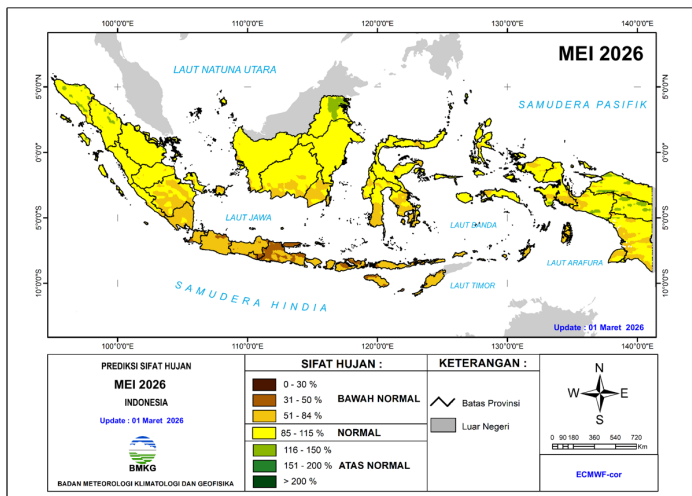 100°0'0"E 110°0'0"E 120°0'0"E 130°0'0"E 140°0'0"E
MEI 2026
LAUT NATUNA UTARA
5°0'0"N 5°0'0"N
SAMUDERA PASIFIK
0°0'0" 0°0'0"
5°0'0"S 5°0'0"S
LAUT JAWA
LAUT BANDA
LAUT ARAFURA
10°0'0"S 10°0'0"S
SAMUDERA HINDIA
LAUT TIMOR
Update : 01 Maret 2026
100°0'0"E 110°0'0"E 120°0'0"E 130°0'0"E 140°0'0"E
PREDIKSI SIFAT HUJAN
MEI 2026
INDONESIA
Update : 01 Maret 2026
BMKG
BADAN METEOROLOGI KLIMATOLOGI DAN GEOFISIKA
SIFAT HUJAN :
0 - 30 %
31 - 50 % BAWAH NORMAL
51 - 84 %
85 - 115 % NORMAL
116 - 150 %
151 - 200 % ATAS NORMAL
> 200 %
KETERANGAN :
Batas Provinsi
Luar Negeri
N
W E
S
0 90 180 360 540 720
Km
ECMWF-cor